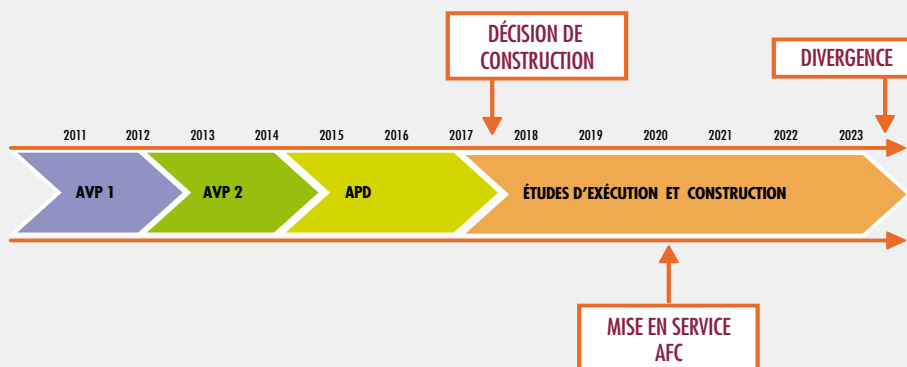 DÉCISION DE
CONSTRUCTION
DIVERGENCE
2011 2012 2013 2014 2015 2016 2017 2018 2019 2020 2021 2022 2023
AVP 1 AVP 2 APD ÉTUDES D'EXÉCUTION ET CONSTRUCTION
MISE EN SERVICE
AFC